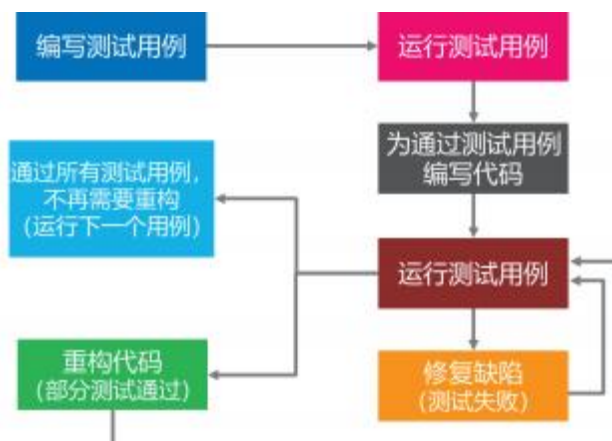 编写测试用例
运行测试用例
为通过测试用例
编写代码
通过所有测试用例，
不再需要重构
（运行下一个用例）
运行测试用例
重构代码
(部分测试通过)
修复缺陷
(测试失败)